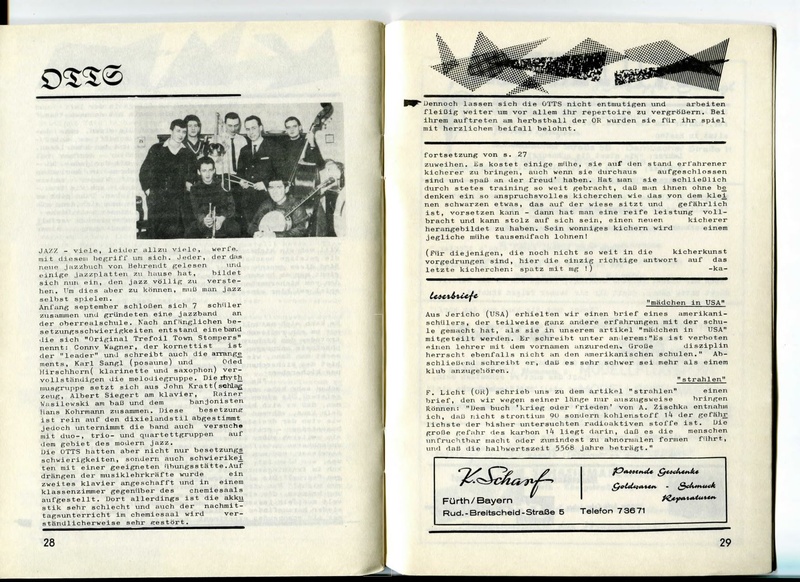 OTTS
JAZZ - viele, leider allzu viele, werfe
mit diesem begriff um sich. Jeder, der das
neue jazzbuch von Behrendt gelesen und
einige jazzplatten zu hause hat, bildet
sich nun ein, den jazz völlig zu verste-
hen. Um dies aber zu können, muß man jazz
selbst spielen.
Anfang september schloßen sich 7 schüler
zusammen und gründeten eine jazzband an
der oberrealschule. Nach anfänglichen be-
setzungsschwierigkeiten entstand eine band
die sich "Original Trefoil Town Stompers"
nennt: Conny Wagner, der kornettist ist
der "leader" und schreibt auch die arrange
ments, Karl Sangl (posaune) und Oded
Hirschhorn( klarinette und saxophon) ver-
vollständigen die melodiegruppe. Die rhyth
musgruppe setzt sich aus John Kratt(schlag
zeug, Albert Siegert am klavier, Rainer
Wasilewski am baß und dem banjonisten
Hans Kohrmann zusammen. Diese besetzung
ist rein auf den dixielandstil abgestimmt
jedoch unternimmt die band auch versuche
mit duo-, trio- und quartettgruppen auf
dem gebiet des modern jazz.
Die OTTS hatten aber nicht nur besetzungs
schwierigkeiten, sondern auch schwierikei
ten mit einer geeigneten übungsstätte.Auf
drängen der musiklehrkräfte wurde ein
zweites klavier angeschafft und in einem
klassenzimmer gegenüber des chemiesaals
aufgestellt. Dort allerdings ist die akku
stik sehr schlecht und auch der nachmit-
tagsunterricht im chemiesaal wird ver-
ständlicherweise sehr gestört.
28
Dennoch lassen sich die OTTS nicht entmutigen und arbeiten
fleißig weiter um vor allem ihr repertoire zu vergrößern. Bei
ihrem auftreten am herbstball der OR wurden sie für ihr spiel
mit herzlichem beifall belohnt.
fortsetzung von s. 27
zuweihen. Es kostet einige mühe, sie auf den stand erfahrener
kicherer zu bringen, auch wenn sie durchaus aufgeschlossen
sind und spaß an der freud' haben. Hat man sie schließlich
durch stetes training so weit gebracht, daß man ihnen ohne be
denken ein so anspruchsvolles kicherchen wie das von dem klei
nen schwarzen etwas, das auf der wiese sitzt und gefährlich
ist, vorsetzen kann - dann hat man eine reife leistung voll-
bracht und kann stolz auf sich sein, einen neuen kicherer
herangebildet zu haben. Sein wonniges kichern wird einem
jegliche mühe tausendfach lohnen!
(Für diejenigen, die noch nicht so weit in die kicherkunst
vorgedrungen sind, hier die einzig richtige antwort auf das
letzte kicherchen: spatz mit mg !) -ka-
leserbriefe
"mädchen in USA"
Aus Jericho (USA) erhielten wir einen brief eines amerikani-
schülers, der teilweise ganz andere erfahrungen mit der schu-
le gemacht hat, als sie in unserem artikel "mädchen in USA"
mitgeteilt werden. Er schreibt unter anderem:"Es ist verboten
einen lehrer mit dem vornamen anzureden. Große disziplin
herrscht ebenfalls nicht an den amerikanischen schulen." Ab-
schließend schreibt er, daß es sehr schwer sei mehr als einem
klub anzugehören.
"strahlen"
F. Licht (OR) schrieb uns zu dem artikel "strahlen" einen
brief, den wir wegen seiner länge nur auszugsweise bringen
können: "Dem buch 'krieg oder frieden' von A. Zischka entnahm
ich, daß nicht strontium 90 sondern kohlenstoff 14 der gefähr
lichste der bisher untersuchten radioaktiven stoffe ist. Die
große gefahr des karbon 14 liegt darin, daß es die menschen
unfruchtbar macht oder zumindest zu abnormalen formen führt,
und daß die halbwertszeit 5568 jahre beträgt."
K. Scharf
Fürth/Bayern
Rud.-Breitscheid-Straße 5 Telefon 73671
Passende Geschenke
Goldwaren - Schmuck
Reparaturen
29